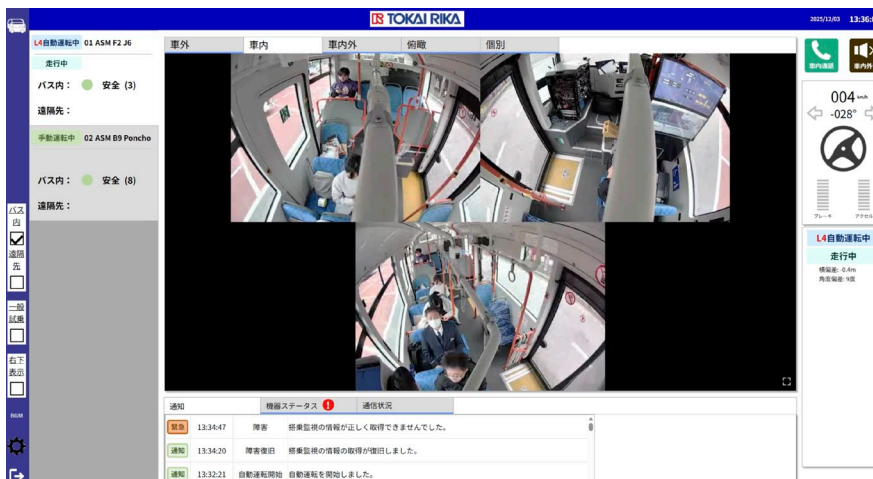 TOKAI RIKA
2025/12/03 13:36:0
L4自動運転中 01 ASM F2 J6
走行中
バス内： 安全 (3)
遠隔先：
手動運転中 02 ASM B9 Poncho
バス内： 安全 (8)
遠隔先：
バス
内
遠隔
先
一般
試乗
右下
表示
BGM
車外 車内 車内外 俯瞰 個別
車内通話
車内外
004 km/h
-028°
ブレーキ アクセル
L4自動運転中
走行中
横偏差: -0.4m
角度偏差: 9度
通知 機器ステータス 通信状況
緊急 13:34:47 障害 搭乗監視の情報が正しく取得できませんでした。
通知 13:34:20 障害復旧 搭乗監視の情報の取得が復旧しました。
通知 13:32:21 自動運転開始 自動運転を開始しました。